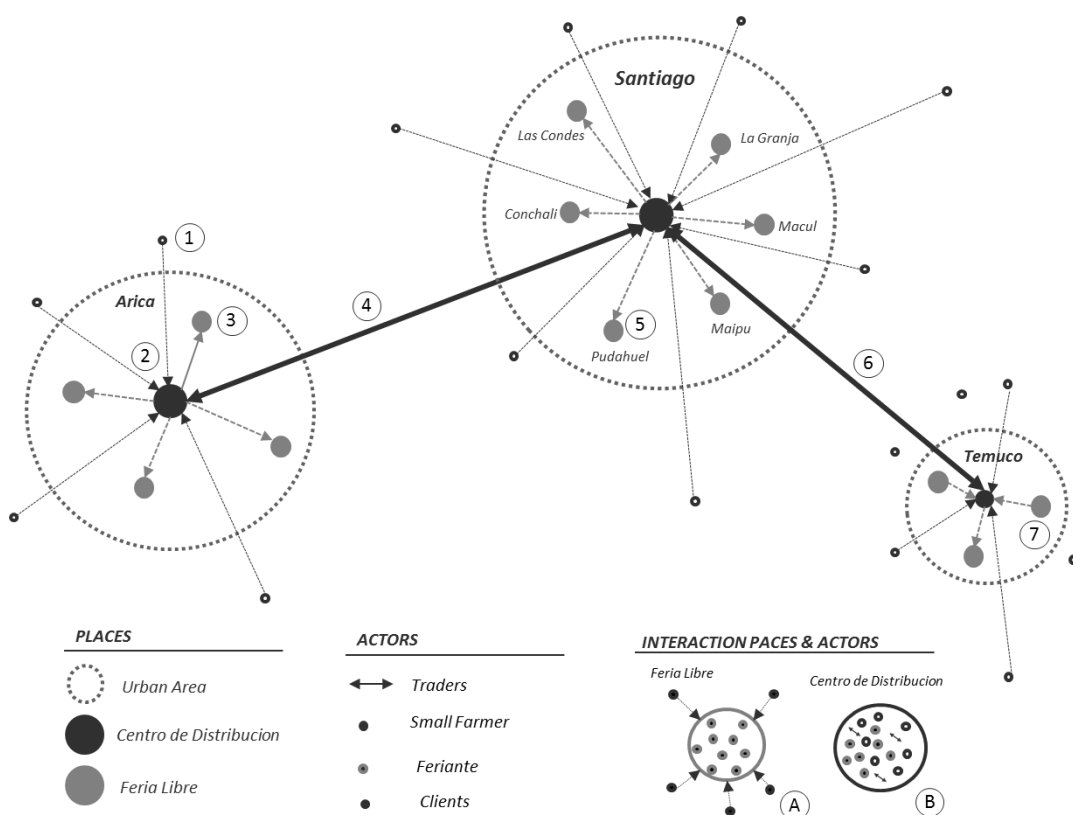 Santiago
Las Condes
La Granja
Conchali
Macul
1
Arica
3
4
5
Maipu
2
Pudahuel
6
Temuco
7
PLACES
Urban Area
Centro de Distribucion
Feria Libre
ACTORS
Traders
Small Farmer
Feriante
Clients
INTERACTION PACES & ACTORS
Feria Libre
Centro de Distribucion
A
B